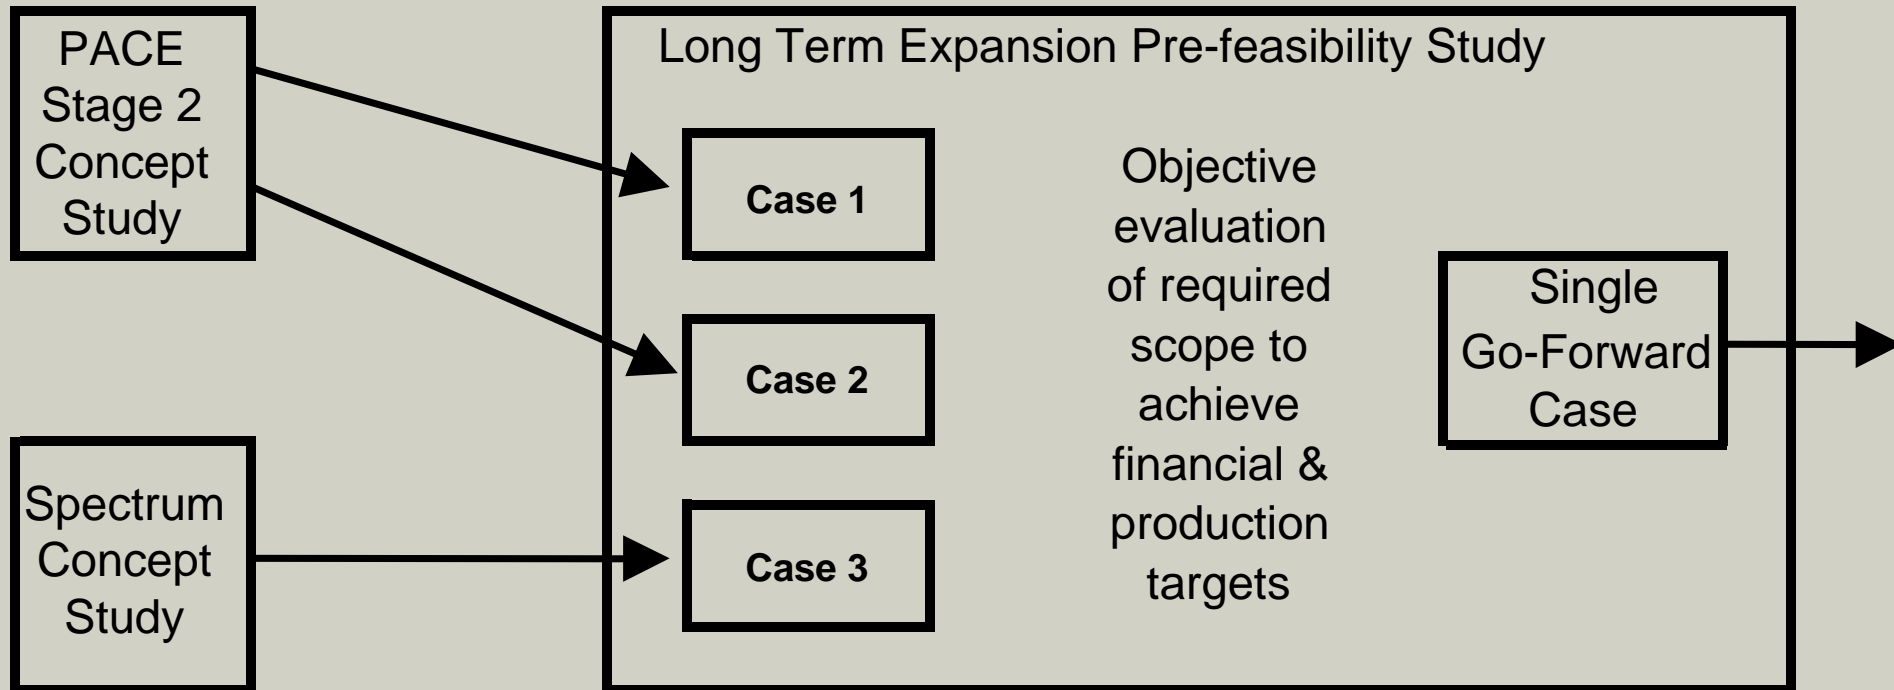 PACE
Stage 2
Concept
Study
Spectrum
Concept
Study
Long Term Expansion Pre-feasibility Study
Case 1
Case 2
Case 3
Objective
evaluation
of required
scope to
achieve
financial &
production
targets
Single
Go-Forward
Case